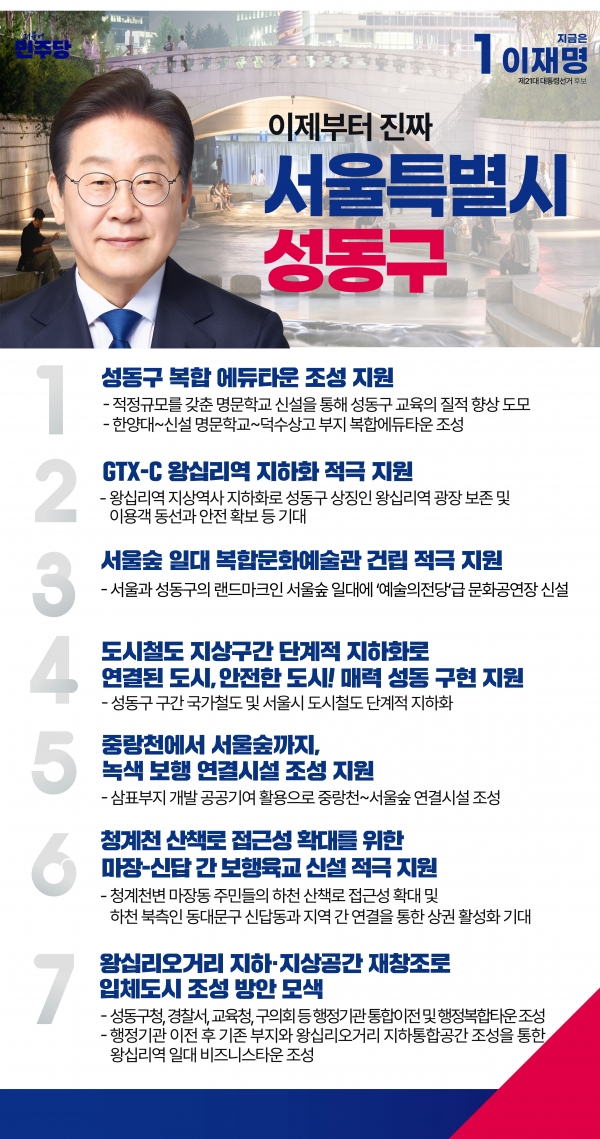 민주당
지금은
1 이재명
제21대 대통령선거 후보
이제부터 진짜
서울특별시
성동구
1 성동구 복합 에듀타운 조성 지원
- 적정규모를 갖춘 명문학교 신설을 통해 성동구 교육의 질적 향상 도모
- 한양대~신설 명문학교~덕수상고 부지 복합에듀타운 조성
2 GTX-C 왕십리역 지하화 적극 지원
- 왕십리역 지상역사 지하화로 성동구 상징인 왕십리역 광장 보존 및
이용객 동선과 안전 확보 등 기대
3 서울숲 일대 복합문화예술관 건립 적극 지원
- 서울과 성동구의 랜드마크인 서울숲 일대에 '예술의전당'급 문화공연장 신설
4 도시철도 지상구간 단계적 지하화로
연결된 도시, 안전한 도시! 매력 성동 구현 지원
- 성동구 구간 국가철도 및 서울시 도시철도 단계적 지하화
5 중랑천에서 서울숲까지,
녹색 보행 연결시설 조성 지원
- 삼표부지 개발 공공기여 활용으로 중랑천~서울숲 연결시설 조성
6 청계천 산책로 접근성 확대를 위한
마장-신답 간 보행육교 신설 적극 지원
- 청계천변 마장동 주민들의 하천 산책로 접근성 확대 및
하천 북측인 동대문구 신답동과 지역 간 연결을 통한 상권 활성화 기대
7 왕십리오거리 지하·지상공간 재창조로
입체도시 조성 방안 모색
- 성동구청, 경찰서, 교육청, 구의회 등 행정기관 통합이전 및 행정복합타운 조성
- 행정기관 이전 후 기존 부지와 왕십리오거리 지하통합공간 조성을 통한
왕십리역 일대 비즈니스타운 조성